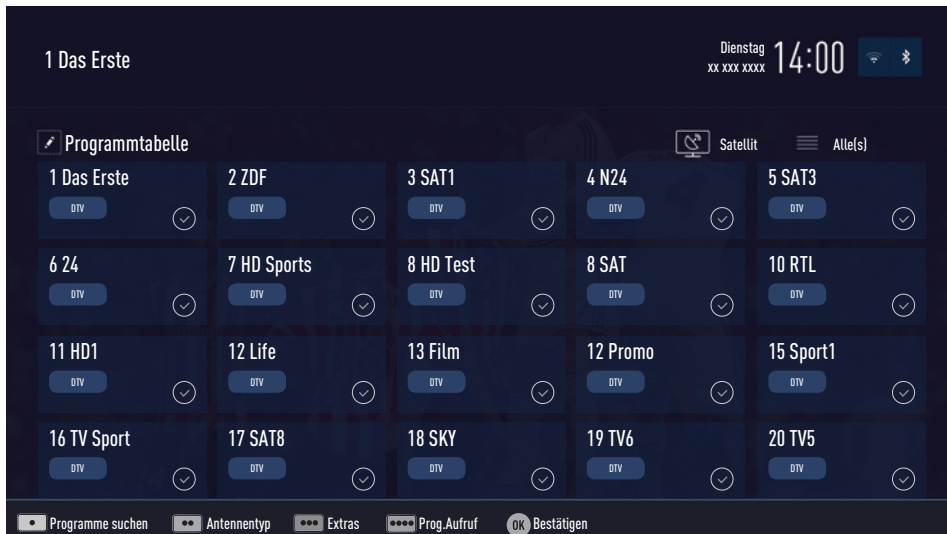 1 Das Erste
Dienstag
xx xxx xxxx
14:00
Programmtabelle
Satellit
Alle(s)
1 Das Erste
2 ZDF
3 SAT1
4 N24
5 SAT3
DTV
DTV
DTV
DTV
DTV
6 24
7 HD Sports
8 HD Test
8 SAT
10 RTL
DTV
DTV
DTV
DTV
DTV
11 HD1
12 Life
13 Film
12 Promo
15 Sport1
DTV
DTV
DTV
DTV
DTV
16 TV Sport
17 SAT8
18 SKY
19 TV6
20 TV5
DTV
DTV
DTV
DTV
DTV
Programme suchen
Antennentyp
Extras
Prog.Aufruf
OK Bestätigen